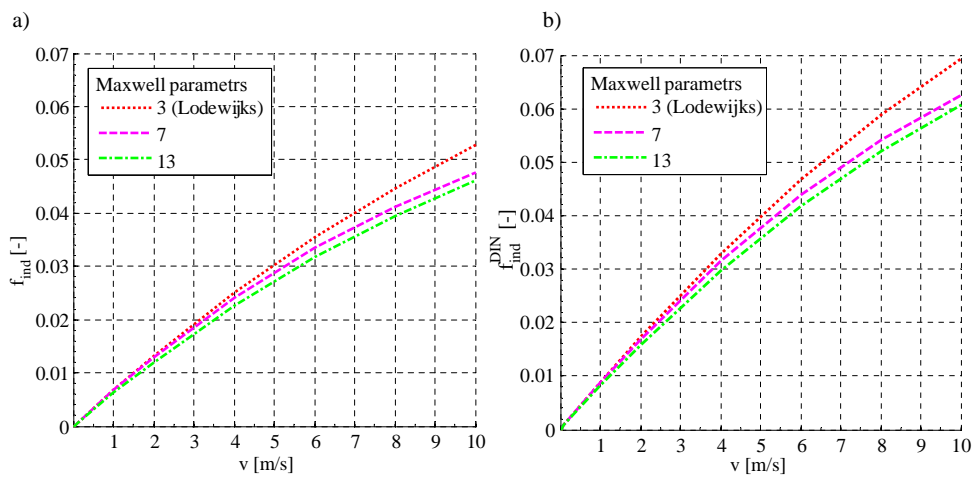 a)
0.07
0.06
0.05
0.04
0.03
0.02
0.01
0
f_ind [-]
Maxwell parametrs
3 (Lodewijks)
7
13
1 2 3 4 5 6 7 8 9 10
v [m/s]
b)
0.07
0.06
0.05
0.04
0.03
0.02
0.01
0
f_ind^DIN [-]
Maxwell parametrs
3 (Lodewijks)
7
13
1 2 3 4 5 6 7 8 9 10
v [m/s]